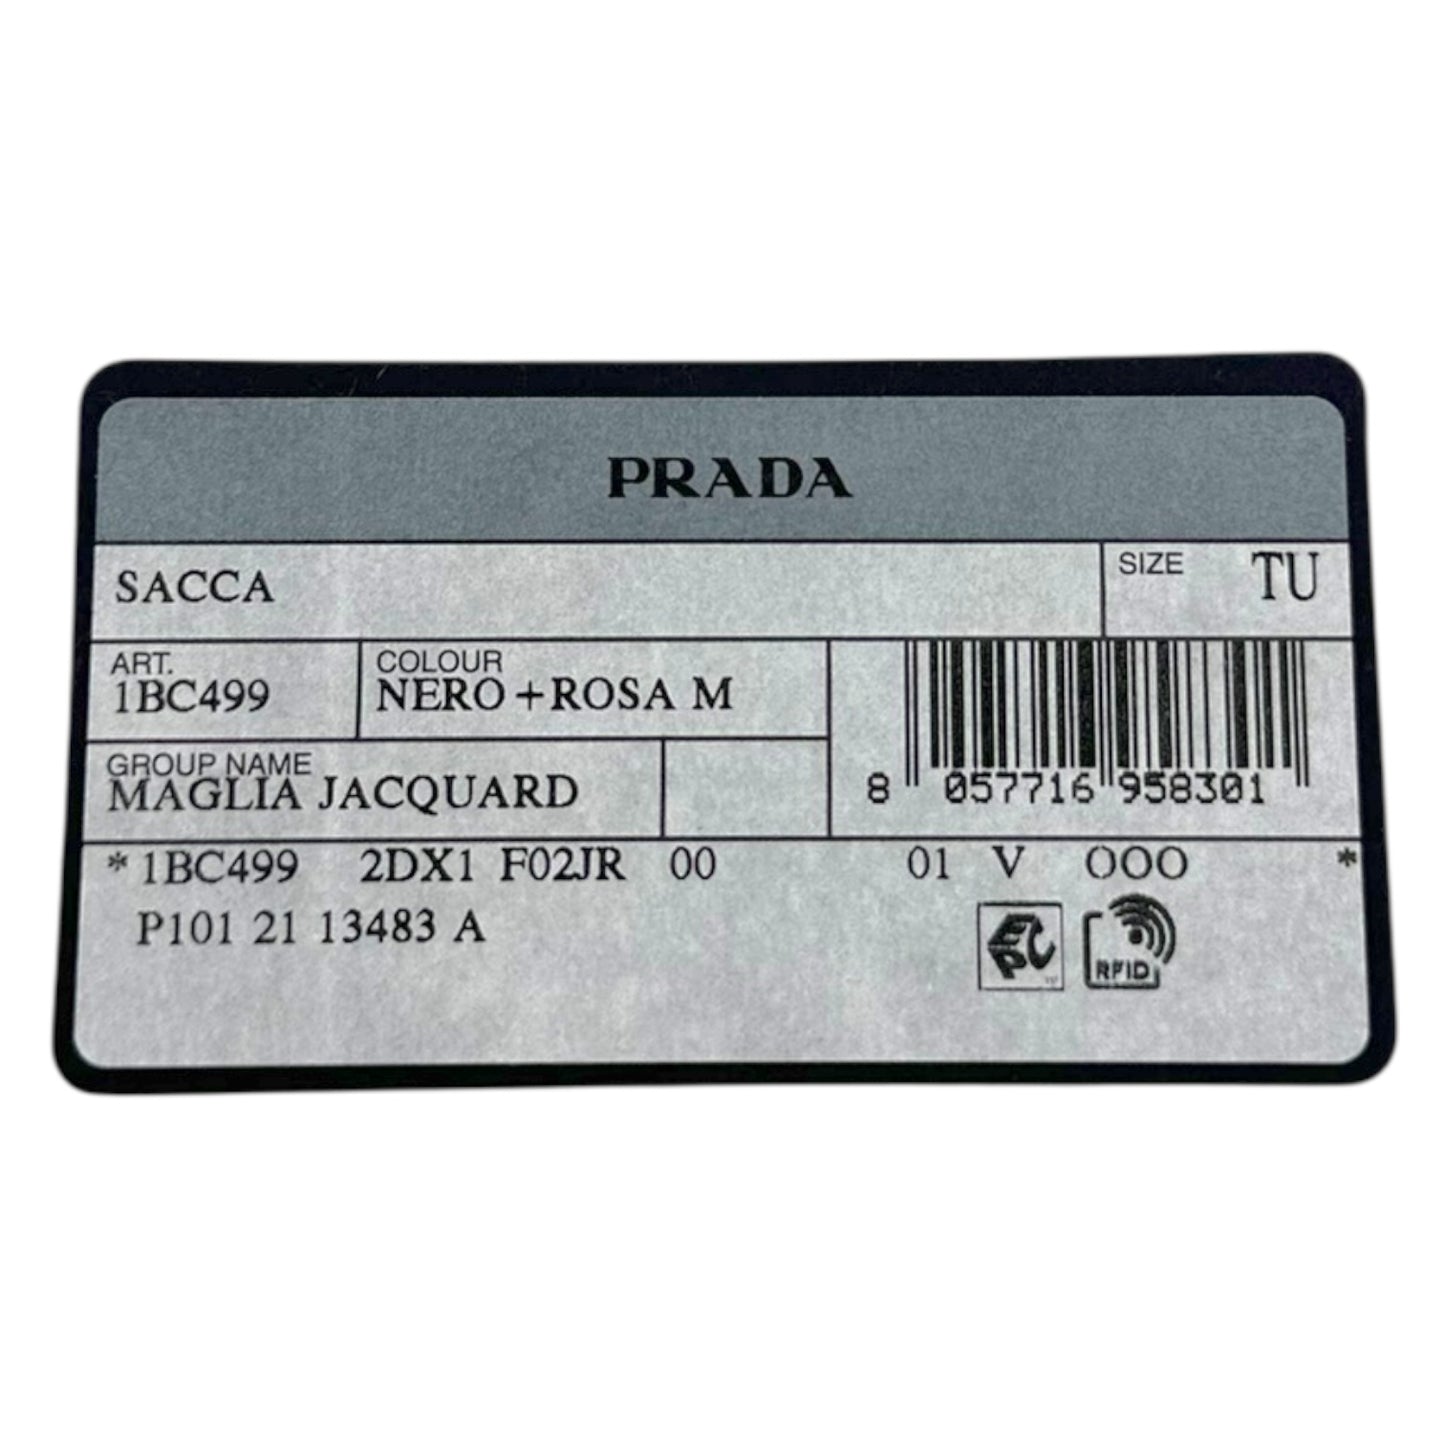 PRADA
SACCA
SIZE TU
ART.
1BC499
COLOUR
NERO+ROSA M
GROUP NAME
MAGLIA JACQUARD
8 057716 958301
*1BC499 2DX1 F02JR 00 01 V OOO *
P101 21 13483 A
EPC
RFID